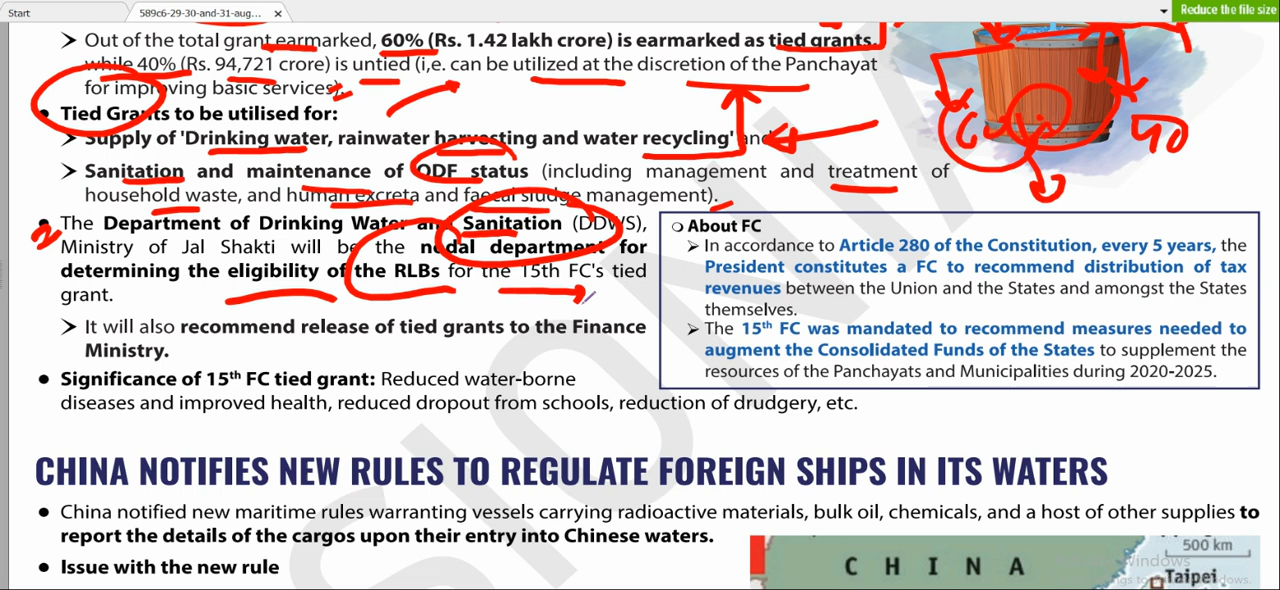 Start
589c6-29-30-and-31-aug...
Reduce the file size
➤ Out of the total grant earmarked, 60% (Rs. 1.42 lakh crore) is earmarked as tied grants.
while 40% (Rs. 94,721 crore) is untied (i.e. can be utilized at the discretion of the Panchayat
for improving basic services).
● Tied Grants to be utilised for:
➤ Supply of 'Drinking water, rainwater harvesting and water recycling' and
➤ Sanitation and maintenance of ODF status (including management and treatment of
household waste, and human excreta and faecal sludge management).
40
● The Department of Drinking Water and Sanitation (DDWS),
Ministry of Jal Shakti will be the nodal department for
determining the eligibility of the RLBs for the 15th FC's tied
grant.
➤ It will also recommend release of tied grants to the Finance
Ministry.
● Significance of 15th FC tied grant: Reduced water-borne
diseases and improved health, reduced dropout from schools, reduction of drudgery, etc.
❍ About FC
➤ In accordance to Article 280 of the Constitution, every 5 years, the
President constitutes a FC to recommend distribution of tax
revenues between the Union and the States and amongst the States
themselves.
➤ The 15th FC was mandated to recommend measures needed to
augment the Consolidated Funds of the States to supplement the
resources of the Panchayats and Municipalities during 2020-2025.
CHINA NOTIFIES NEW RULES TO REGULATE FOREIGN SHIPS IN ITS WATERS
● China notified new maritime rules warranting vessels carrying radioactive materials, bulk oil, chemicals, and a host of other supplies to
report the details of the cargos upon their entry into Chinese waters.
● Issue with the new rule
500 km
CHINA
Taipei